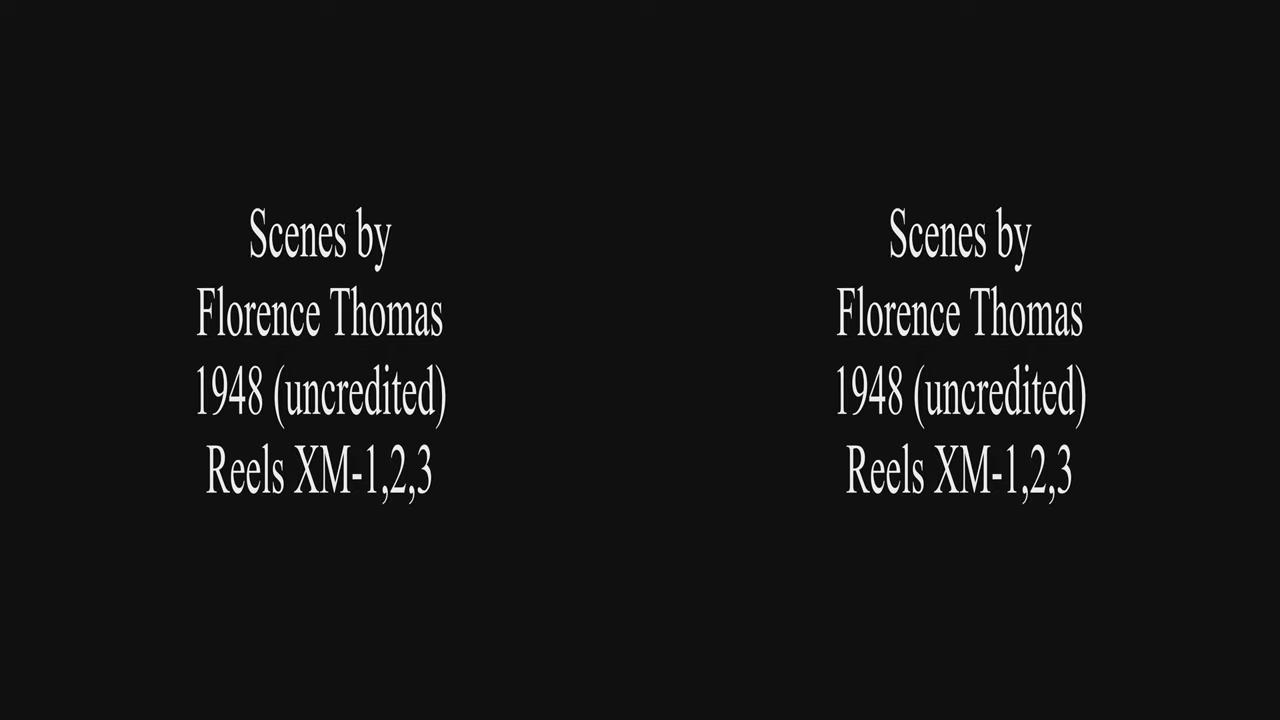 Scenes by
Florence Thomas
1948 (uncredited)
Reels XM-1,2,3
Scenes by
Florence Thomas
1948 (uncredited)
Reels XM-1,2,3